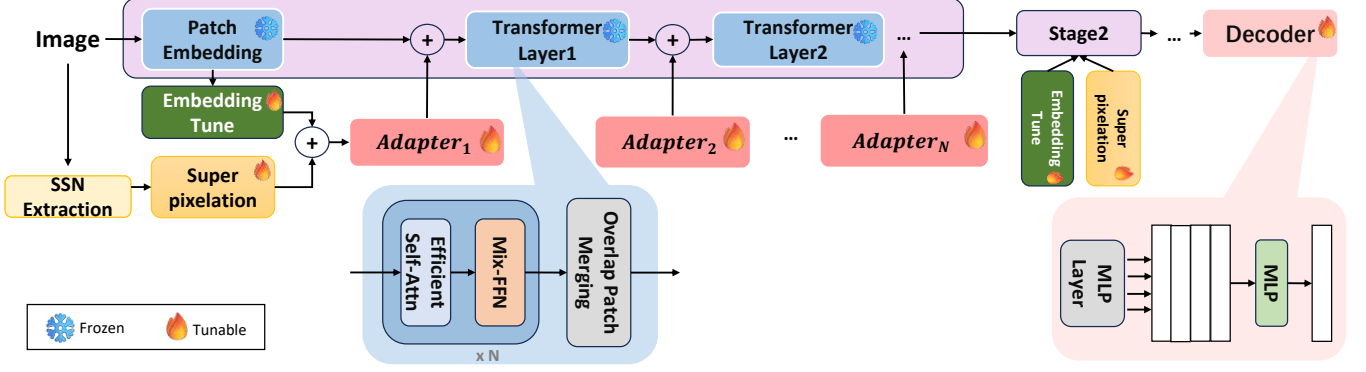 Image
Patch
Embedding
+
Transformer
Layer1
+
Transformer
Layer2
...
Stage2
...
Decoder
Embedding
Tune
+
Adapter1
Adapter2
...
AdapterN
Embedding
Tune
Super
pixelation
SSN
Extraction
Super
pixelation
Efficient
Self-Attn
Mix-FFN
x N
Overlap Patch
Merging
MLP
Layer
MLP
Frozen
Tunable